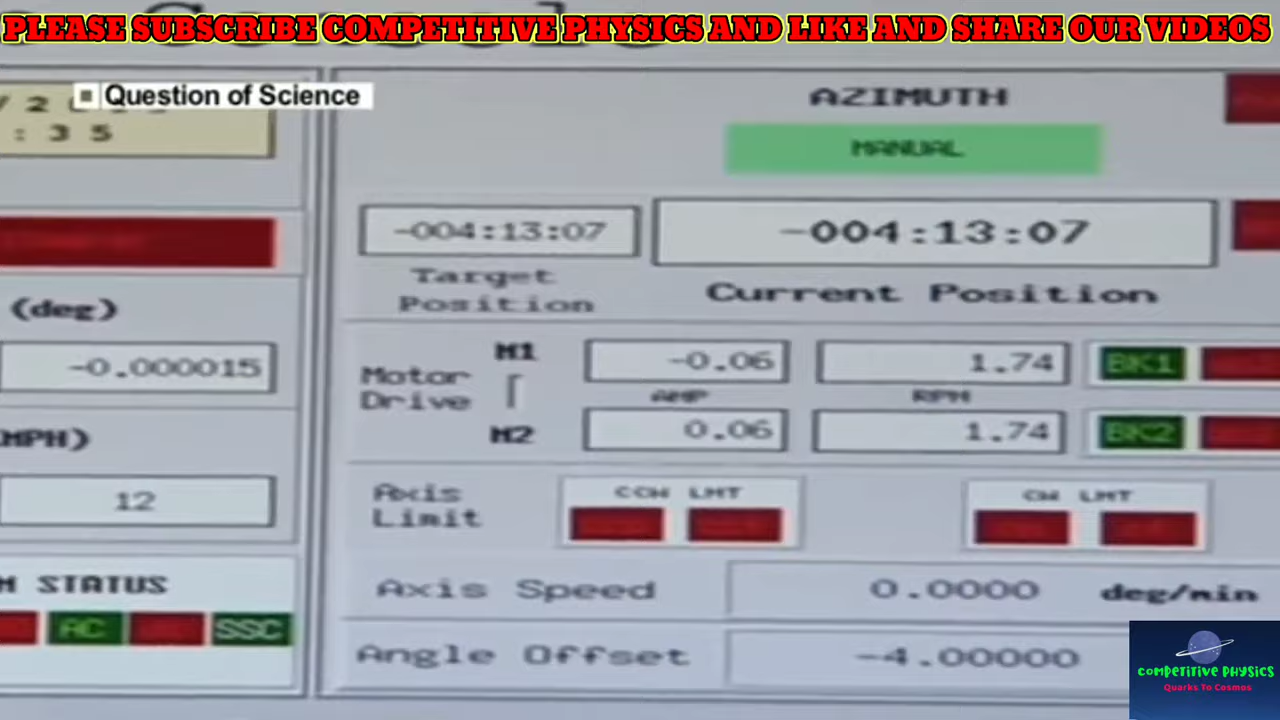 PLEASE SUBSCRIBE COMPETITIVE PHYSICS AND LIKE AND SHARE OUR VIDEOS
Question of Science
:35
(deg)
-0.000015
MPH)
12
STATUS
AC
SSC
AZIMUTH
MANUAL
-004:13:07
-004:13:07
Target
Position
Current Position
Motor
Drive
M1
-0.06
1.74
BK1
AMP
RPM
M2
0.06
1.74
BK2
Axis
Limit
CCW LMT
CW LMT
Axis Speed
0.0000
deg/min
Angle Offset
-4.00000
COMPETITIVE PHYSICS
Quarks To Cosmos